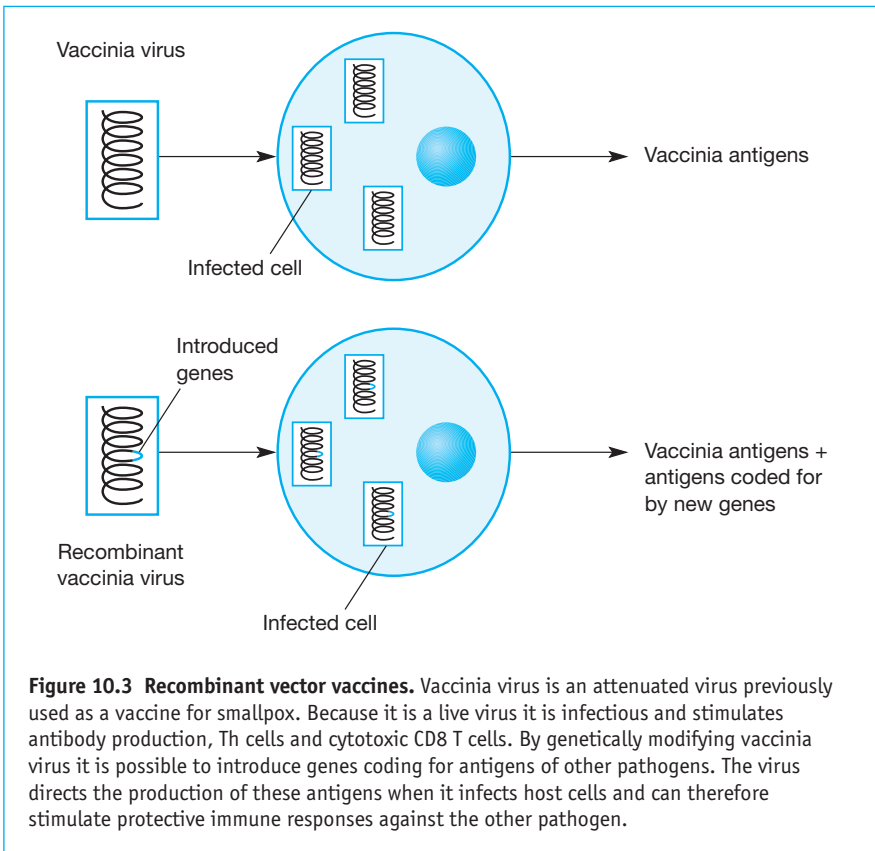 Vaccinia virus
Vaccinia antigens
Infected cell
Introduced
genes
Vaccinia antigens +
antigens coded for
by new genes
Recombinant
vaccinia virus
Infected cell
Figure 10.3 Recombinant vector vaccines. Vaccinia virus is an attenuated virus previously
used as a vaccine for smallpox. Because it is a live virus it is infectious and stimulates
antibody production, Th cells and cytotoxic CD8 T cells. By genetically modifying vaccinia
virus it is possible to introduce genes coding for antigens of other pathogens. The virus
directs the production of these antigens when it infects host cells and can therefore
stimulate protective immune responses against the other pathogen.